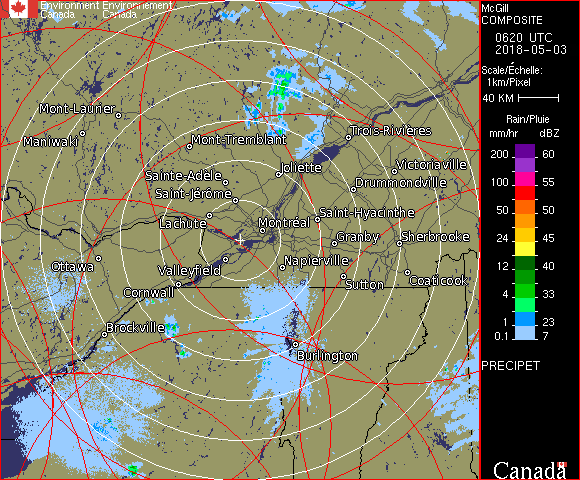 Environment Environnement
Canada Canada
McGill
COMPOSITE
0620 UTC
2018-05-03
Scale/Échelle:
1km/Pixel
40 KM
Rain/Pluie
mm/hr dBZ
200 60
100 55
50 50
24 45
12 40
4 33
1 23
0.1 7
PRECIPET
Canada
Mont-Laurier
Maniwaki
Mont-Tremblant
Trois-Rivières
Joliette
Victoriaville
Sainte-Adèle
Drummondville
Saint-Jérôme
Lachute
Saint-Hyacinthe
Montréal
Granby
Sherbrooke
Ottawa
Valleyfield
Napierville
Cornwall
Sutton
Coaticook
Brockville
Burlington